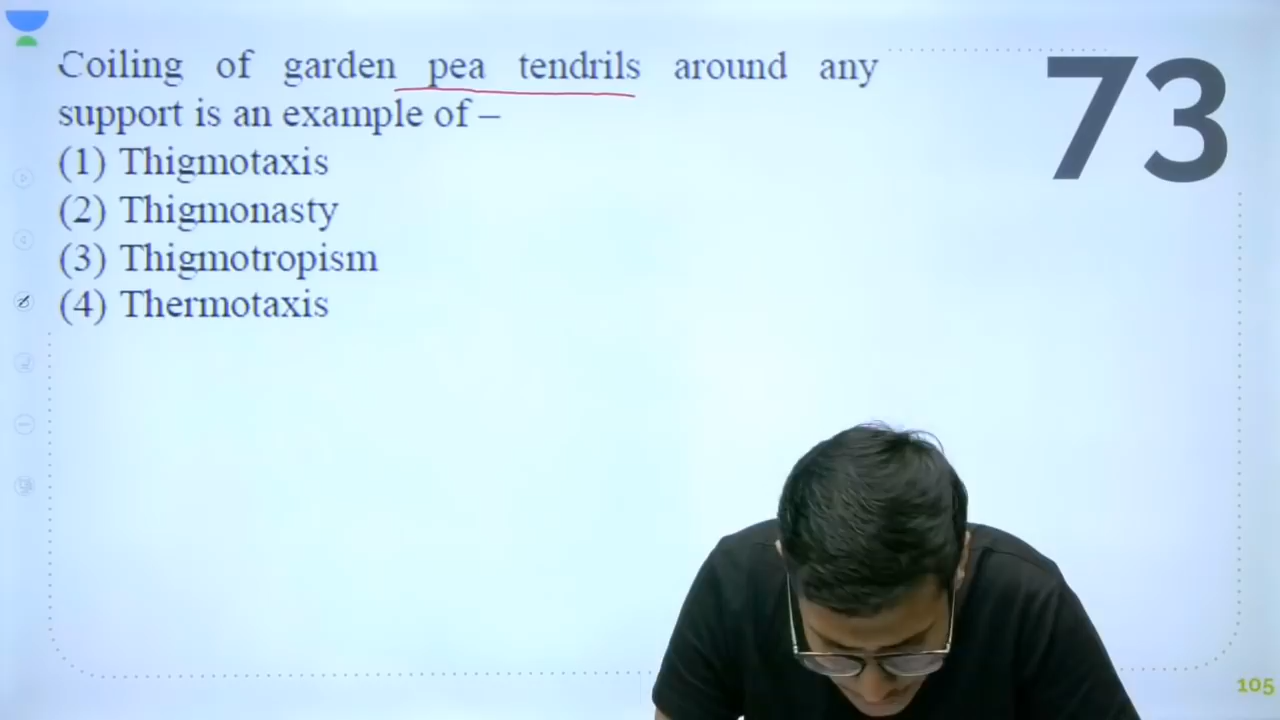 Coiling of garden pea tendrils around any
support is an example of –
(1) Thigmotaxis
(2) Thigmonasty
(3) Thigmotropism
(4) Thermotaxis
73
105